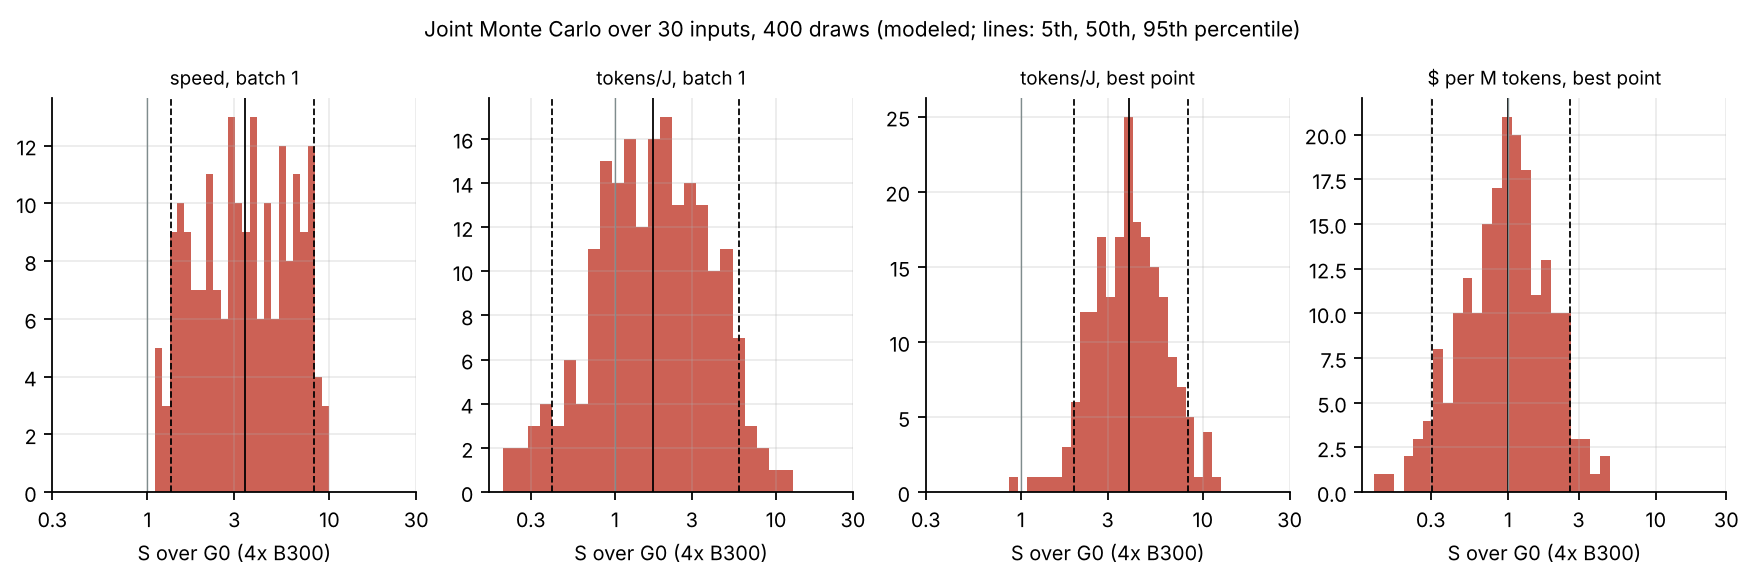 Joint Monte Carlo over 30 inputs, 400 draws (modeled; lines: 5th, 50th, 95th percentile)
speed, batch 1
12
10
8
6
4
2
0
0.3 1 3 10 30
S over G0 (4x B300)
tokens/J, batch 1
16
14
12
10
8
6
4
2
0
0.3 1 3 10 30
S over G0 (4x B300)
tokens/J, best point
25
20
15
10
5
0
0.3 1 3 10 30
S over G0 (4x B300)
$ per M tokens, best point
20.0
17.5
15.0
12.5
10.0
7.5
5.0
2.5
0.0
0.3 1 3 10 30
S over G0 (4x B300)